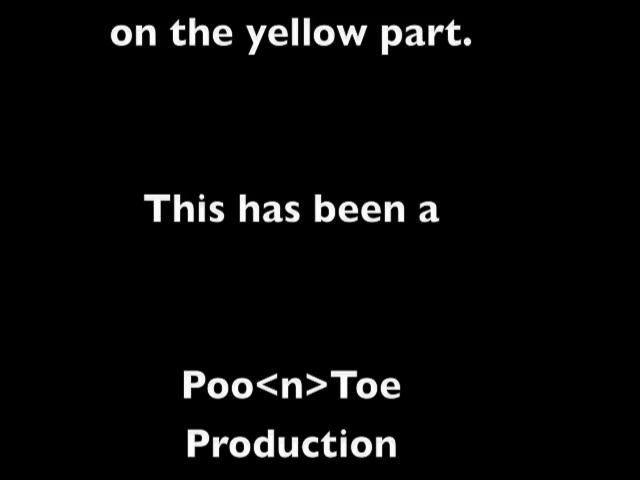 on the yellow part.
This has been a
Poo<n>Toe
Production